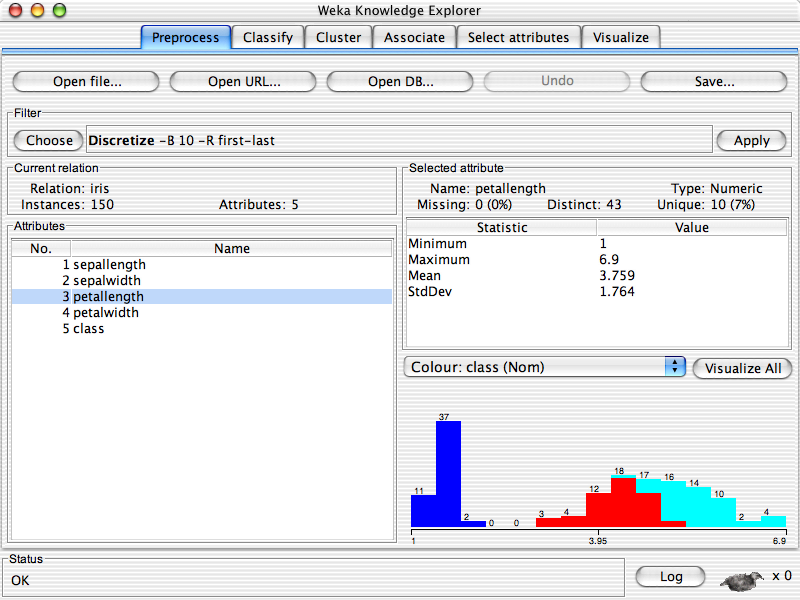 Weka Knowledge Explorer
Preprocess Classify Cluster Associate Select attributes Visualize
Open file... Open URL... Open DB... Undo Save...
Filter
Choose Discretize -B 10 -R first-last Apply
Current relation
Relation: iris
Instances: 150 Attributes: 5
Attributes
No. Name
1 sepallength
2 sepalwidth
3 petallength
4 petalwidth
5 class
Selected attribute
Name: petallength Type: Numeric
Missing: 0 (0%) Distinct: 43 Unique: 10 (7%)
Statistic Value
Minimum 1
Maximum 6.9
Mean 3.759
StdDev 1.764
Colour: class (Nom) Visualize All
11 37 2 0 0 3 4 12 18 17 16 14 10 2 4
1 3.95 6.9
Status
OK Log x 0